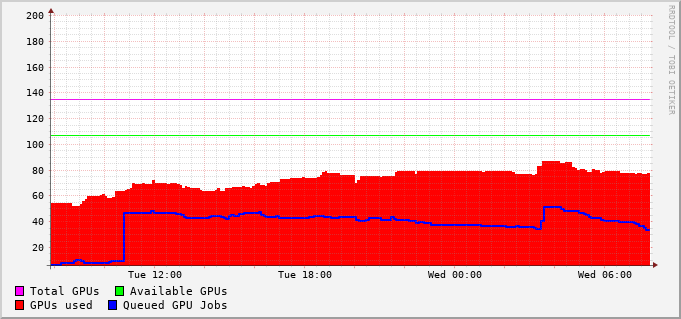 200
180
160
140
120
100
80
60
40
20
Tue 12:00 Tue 18:00 Wed 00:00 Wed 06:00
Total GPUs Available GPUs
GPUs used Queued GPU Jobs
RRDTOOL / TOBI OETIKER